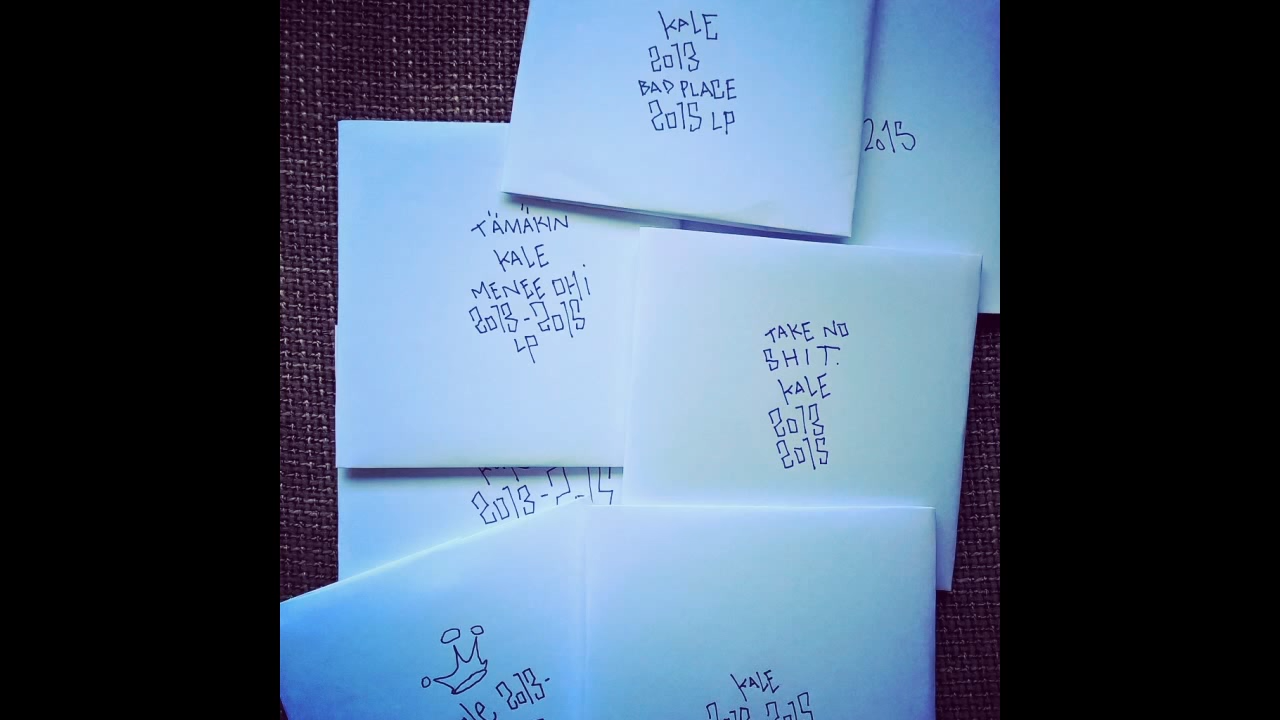 KALE
2013
BAD PLACE
2015 LP
2015
TÄMÄKIN
KALE
MENEE OHi
2013-2015
LP
TAKE NO
SHIT.
KALE
2013
2015
2013-
2013-
KALE